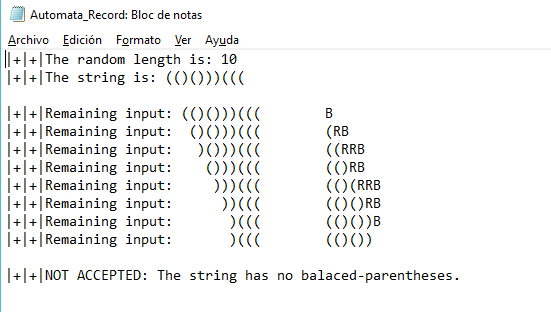 Automata_Record: Bloc de notas
Archivo Edición Formato Ver Ayuda
|+|+|The random length is: 10
|+|+|The string is: (()()))(((
|+|+|Remaining input: (()()))((( B
|+|+|Remaining input: ()()))((( (RB
|+|+|Remaining input: )()))((( ((RRB
|+|+|Remaining input: ()))((( (()RB
|+|+|Remaining input: )))((( (()(RRB
|+|+|Remaining input: ))((( (()()RB
|+|+|Remaining input: )((( (()())B
|+|+|Remaining input: )((( (()())
|+|+|NOT ACCEPTED: The string has no balaced-parentheses.